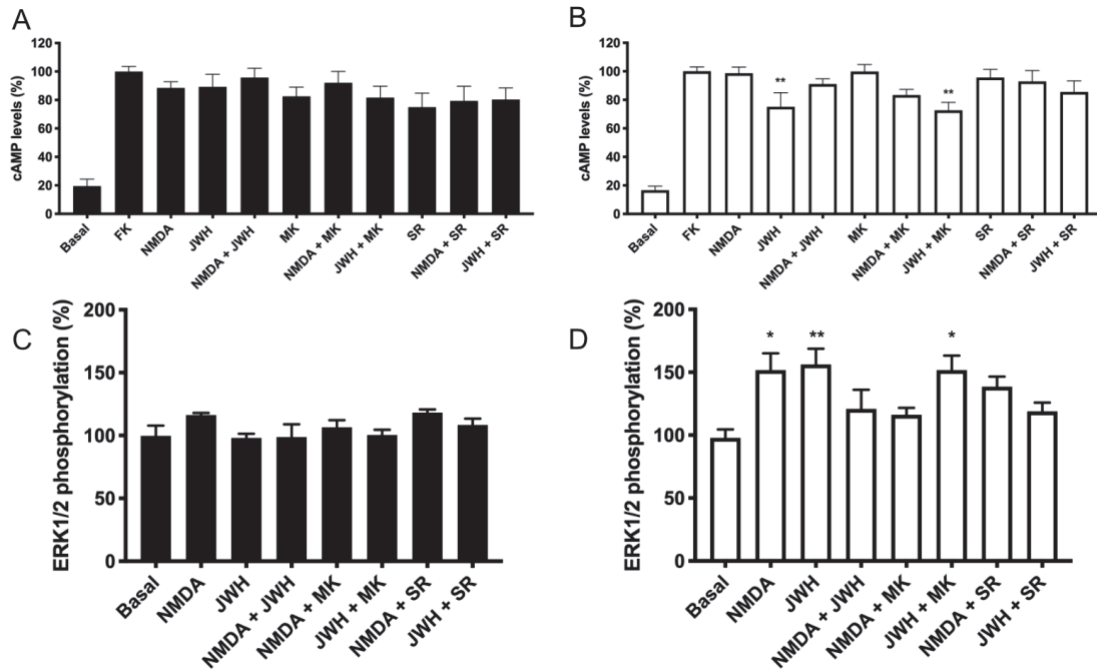 A
cAMP levels (%)
120
100
80
60
40
20
0
Basal
FK
NMDA
JWH
NMDA + JWH
MK
NMDA + MK
JWH + MK
SR
NMDA + SR
JWH + SR
B
cAMP levels (%)
120
100
80
60
40
20
0
**
**
Basal
FK
NMDA
JWH
NMDA + JWH
MK
NMDA + MK
JWH + MK
SR
NMDA + SR
JWH + SR
C
ERK1/2 phosphorylation (%)
200
150
100
50
0
Basal
NMDA
JWH
NMDA + JWH
NMDA + MK
JWH + MK
NMDA + SR
JWH + SR
D
ERK1/2 phosphorylation (%)
200
150
100
50
0
*
**
*
Basal
NMDA
JWH
NMDA + JWH
NMDA + MK
JWH + MK
NMDA + SR
JWH + SR